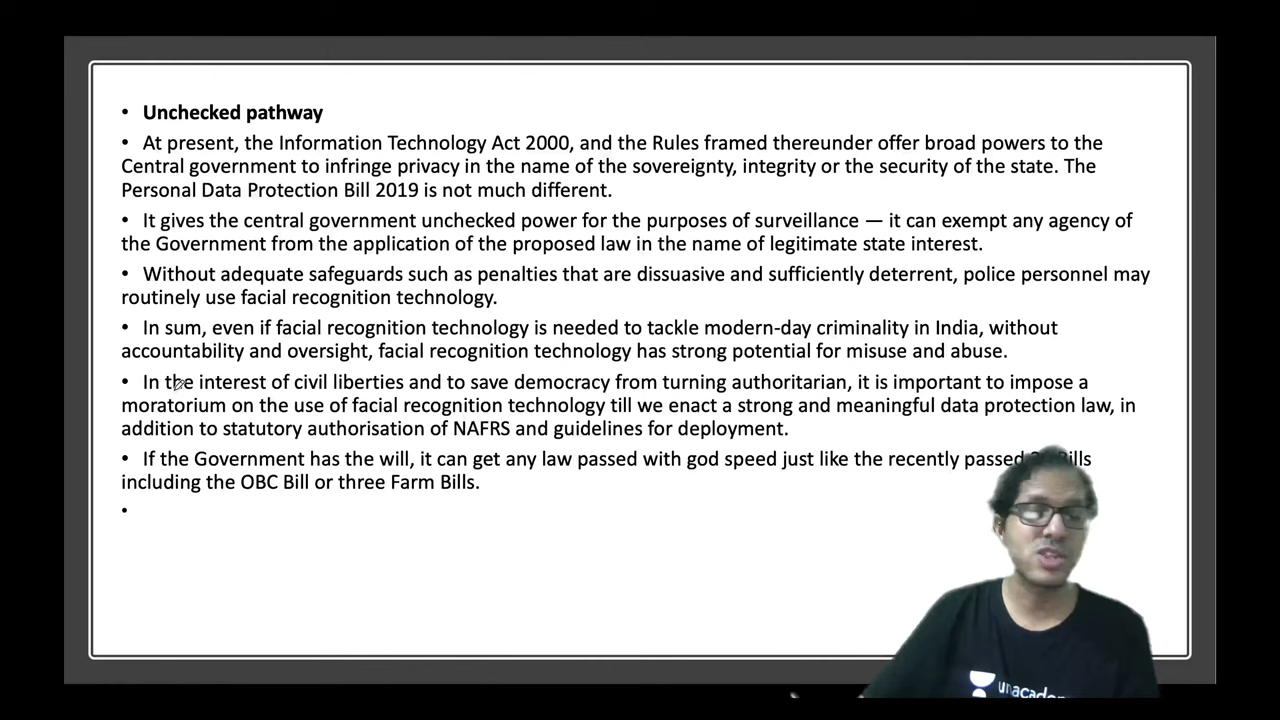 • Unchecked pathway
• At present, the Information Technology Act 2000, and the Rules framed thereunder offer broad powers to the
Central government to infringe privacy in the name of the sovereignty, integrity or the security of the state. The
Personal Data Protection Bill 2019 is not much different.
• It gives the central government unchecked power for the purposes of surveillance — it can exempt any agency of
the Government from the application of the proposed law in the name of legitimate state interest.
• Without adequate safeguards such as penalties that are dissuasive and sufficiently deterrent, police personnel may
routinely use facial recognition technology.
• In sum, even if facial recognition technology is needed to tackle modern-day criminality in India, without
accountability and oversight, facial recognition technology has strong potential for misuse and abuse.
• In the interest of civil liberties and to save democracy from turning authoritarian, it is important to impose a
moratorium on the use of facial recognition technology till we enact a strong and meaningful data protection law, in
addition to statutory authorisation of NAFRS and guidelines for deployment.
• If the Government has the will, it can get any law passed with god speed just like the recently passed Bills
including the OBC Bill or three Farm Bills.
•